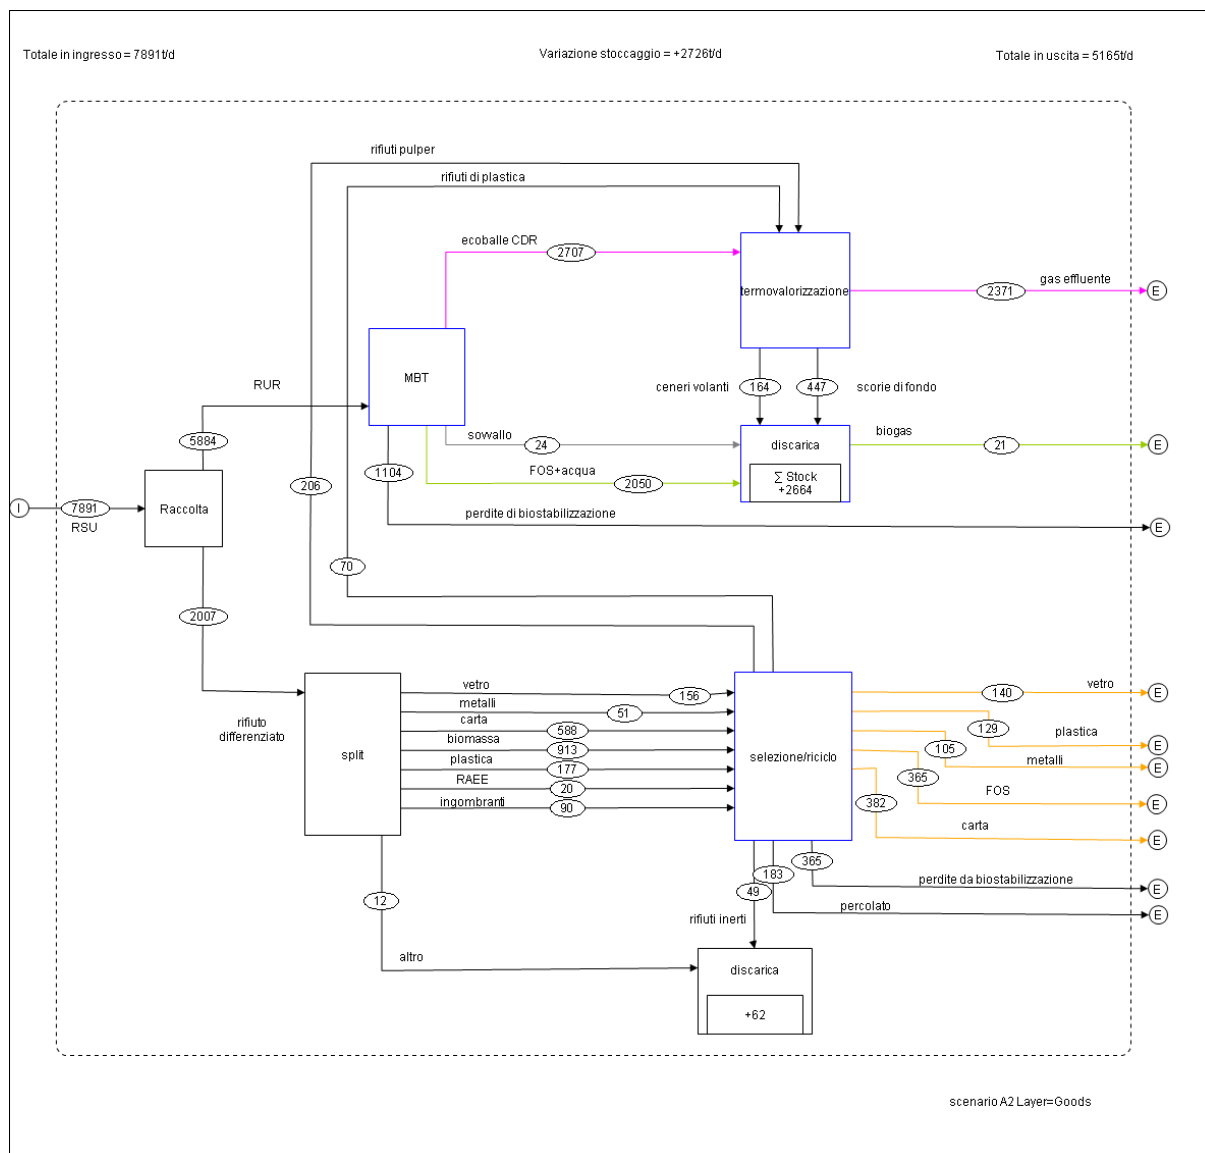 Totale in ingresso = 7891t/d
Variazione stoccaggio = +2726t/d
Totale in uscita = 5165t/d
rifiuti pulper
rifiuti di plastica
ecoballe CDR
2707
termovalorizzazione
gas effluente
2371
E
MBT
RUR
ceneri volanti
164
447
scorie di fondo
5884
sovvallo
24
discarica
biogas
21
E
1104
FOS+acqua
2050
∑ Stock
+2664
206
I
7891
RSU
Raccolta
perdite di biostabilizzazione
E
70
2007
rifiuto
differenziato
split
vetro
156
metalli
51
carta
588
biomassa
913
plastica
177
RAEE
20
ingombranti
90
selezione/riciclo
140
vetro
E
129
plastica
E
105
metalli
E
365
FOS
E
382
carta
E
365
perdite da biostabilizzazione
E
183
percolato
E
49
rifiuti inerti
12
altro
discarica
+62
scenario A2 Layer=Goods